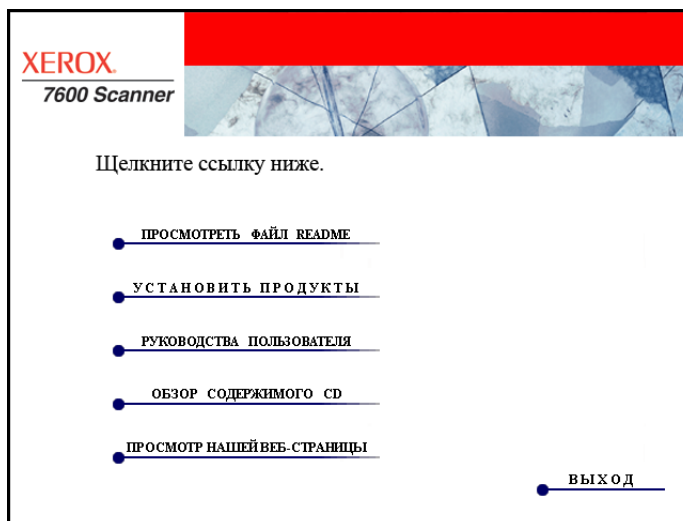 XEROX.
7600 Scanner
Щелкните ссылку ниже.
ПРОСМОТРЕТЬ ФАЙЛ README
УСТАНОВИТЬ ПРОДУКТЫ
РУКОВОДСТВА ПОЛЬЗОВАТЕЛЯ
ОБЗОР СОДЕРЖИМОГО CD
ПРОСМОТР НАШЕЙ ВЕБ-СТРАНИЦЫ
ВЫХОД